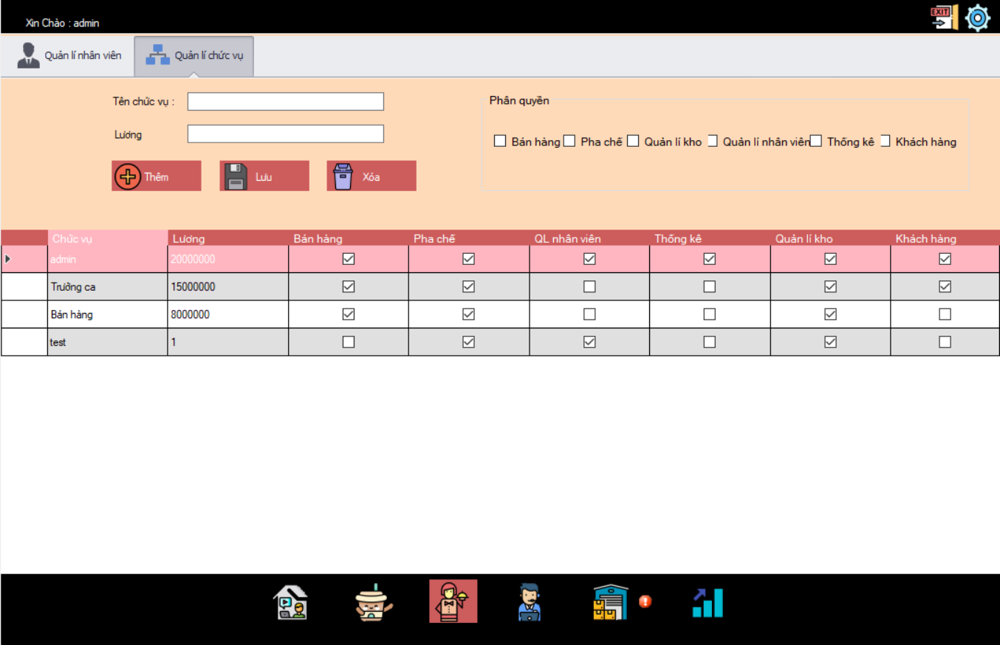 Xin Chào : admin
EXIT
Quản lí nhân viên
Quản lí chức vụ
Tên chức vụ :
Lương
Thêm
Lưu
Xóa
Phân quyền
Bán hàng Pha chế Quản lí kho Quản lí nhân viên Thống kê Khách hàng
Chức vụ Lương Bán hàng Pha chế QL nhân viên Thống kê Quản lí kho Khách hàng
admin 20000000
Trưởng ca 15000000
Bán hàng 8000000
test 1